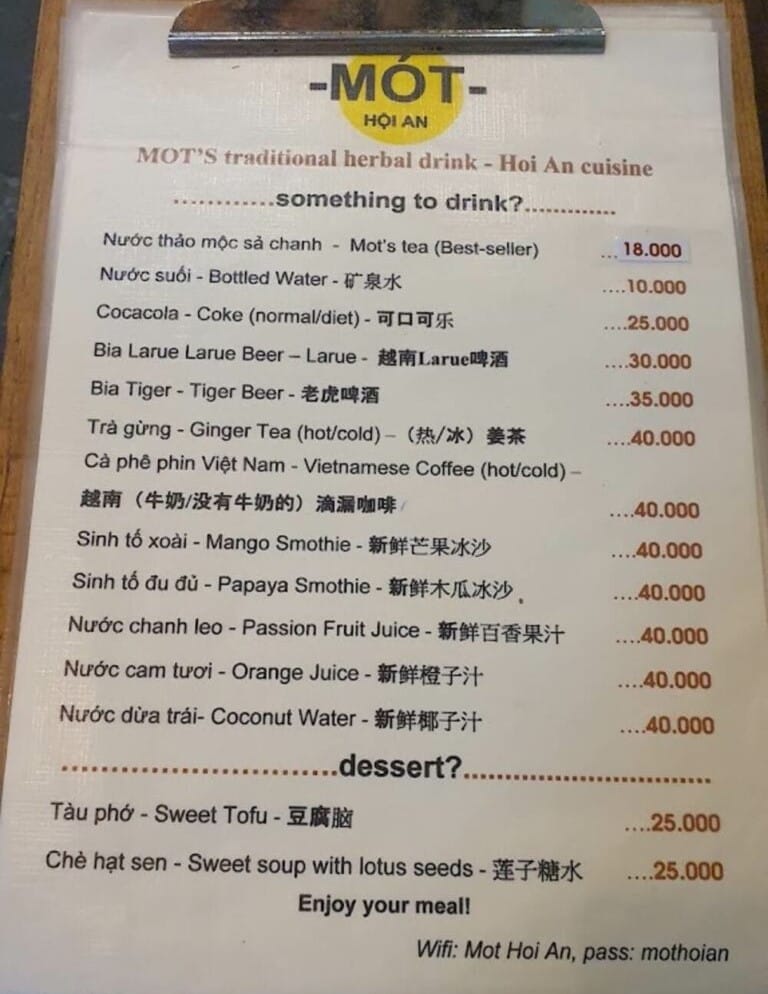 -MÓT-
HỘI AN
MOT'S traditional herbal drink - Hoi An cuisine
............something to drink?............
Nước thảo mộc sả chanh - Mot's tea (Best-seller) ...18.000
Nước suối - Bottled Water - 矿泉水 ....10.000
Cocacola - Coke (normal/diet) - 可口可乐 ....25.000
Bia Larue Larue Beer – Larue - 越南Larue啤酒 ....30.000
Bia Tiger - Tiger Beer - 老虎啤酒 ....35.000
Trà gừng - Ginger Tea (hot/cold) – （热/冰）姜茶 ....40.000
Cà phê phin Việt Nam - Vietnamese Coffee (hot/cold) –
越南（牛奶/没有牛奶的）滴漏咖啡 ....40.000
Sinh tố xoài - Mango Smothie - 新鲜芒果冰沙 ....40.000
Sinh tố đu đủ - Papaya Smothie - 新鲜木瓜冰沙 ....40.000
Nước chanh leo - Passion Fruit Juice - 新鲜百香果汁 ....40.000
Nước cam tươi - Orange Juice - 新鲜橙子汁 ....40.000
Nước dừa trái- Coconut Water - 新鲜椰子汁 ....40.000
............................dessert?.........................
Tàu phớ - Sweet Tofu - 豆腐脑 ....25.000
Chè hạt sen - Sweet soup with lotus seeds - 莲子糖水 ....25.000
Enjoy your meal!
Wifi: Mot Hoi An, pass: mothoian